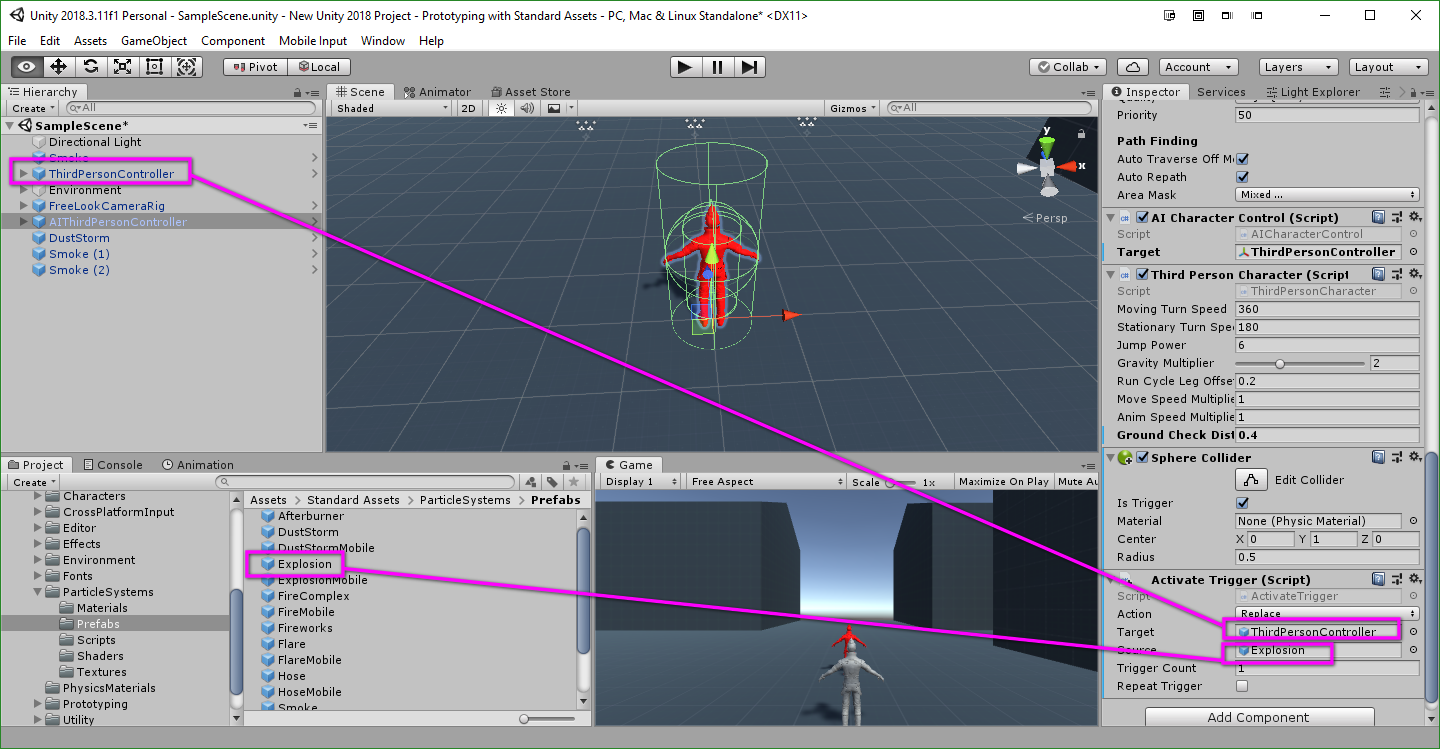 Unity 2018.3.11f1 Personal - SampleScene.unity - New Unity 2018 Project - Prototyping with Standard Assets - PC, Mac & Linux Standalone* <DX11>
File Edit Assets GameObject Component Mobile Input Window Help
Pivot Local Collab Account Layers Layout
Hierarchy
Create All
SampleScene*
Directional Light
Smoke
ThirdPersonController
Environment
FreeLookCameraRig
AIThirdPersonController
DustStorm
Smoke (1)
Smoke (2)
Scene Animator Asset Store
Shaded 2D Gizmos All
y
x
Persp
Inspector Services Light Explorer
Priority 50
Path Finding
Auto Traverse Off M
Auto Repath
Area Mask Mixed ...
AI Character Control (Script)
Script AICharacterControl
Target ThirdPersonController
Third Person Character (Script
Script ThirdPersonCharacter
Moving Turn Speed 360
Stationary Turn Spee 180
Jump Power 6
Gravity Multiplier 2
Run Cycle Leg Offse 0.2
Move Speed Multiplie 1
Anim Speed Multiplie 1
Ground Check Dist 0.4
Sphere Collider
Edit Collider
Is Trigger
Material None (Physic Material)
Center X 0 Y 1 Z 0
Radius 0.5
Activate Trigger (Script)
Script ActivateTrigger
Action Replace
Target ThirdPersonController
Source Explosion
Trigger Count 1
Repeat Trigger
Add Component
Project Console Animation
Create
Characters
CrossPlatformInput
Editor
Effects
Environment
Fonts
ParticleSystems
Materials
Prefabs
Scripts
Shaders
Textures
PhysicsMaterials
Prototyping
Utility
Assets Standard Assets ParticleSystems Prefabs
Afterburner
DustStorm
DustStormMobile
Explosion
ExplosionMobile
FireComplex
FireMobile
Fireworks
Flare
FlareMobile
Hose
HoseMobile
Smoke
Game
Display 1 Free Aspect Scale 1x Maximize On Play Mute Au